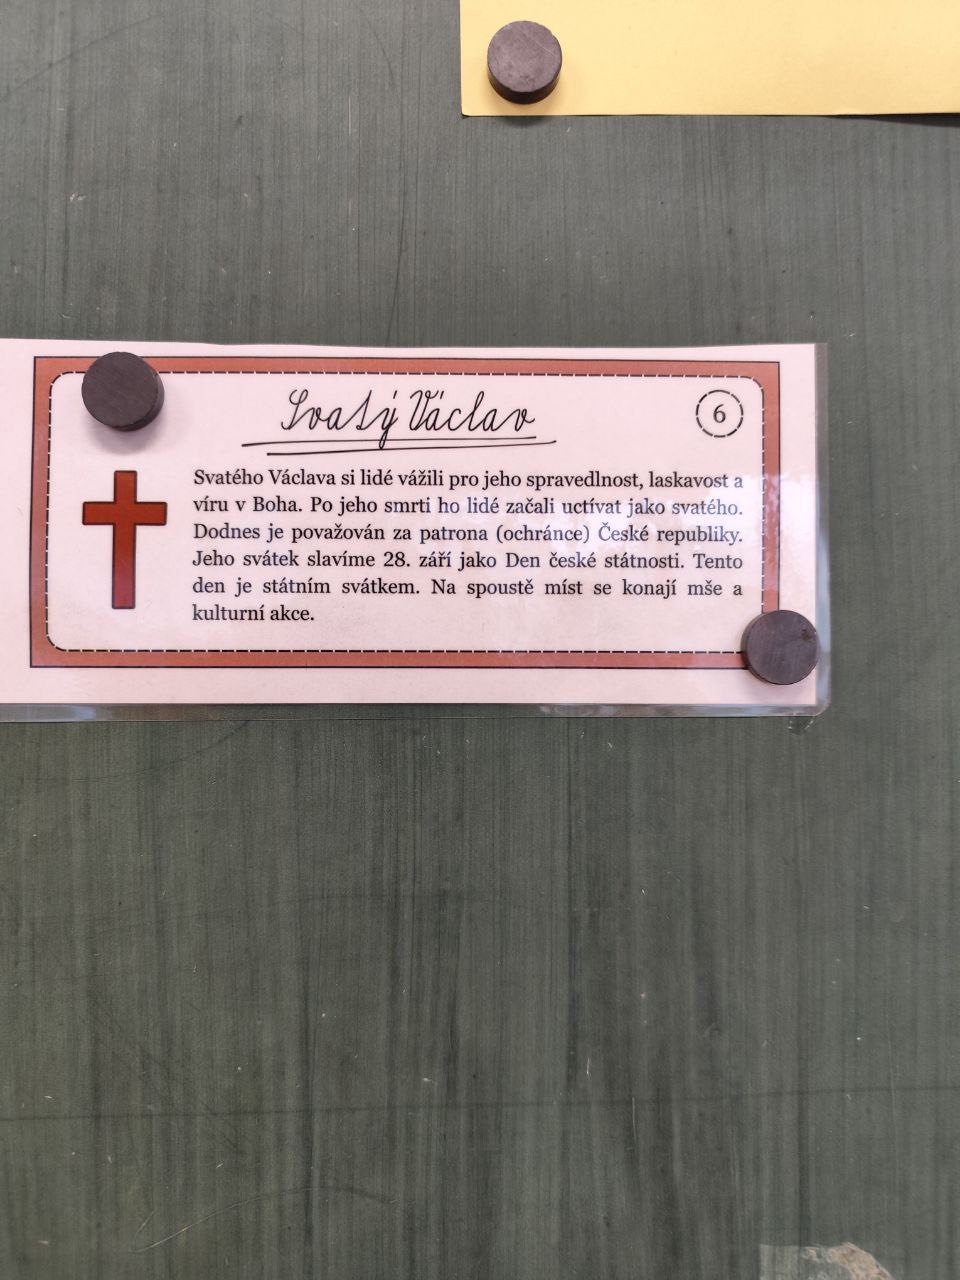 Svatý Václav
6
Svatého Václava si lidé vážili pro jeho spravedlnost, laskavost a
víru v Boha. Po jeho smrti ho lidé začali uctívat jako svatého.
Dodnes je považován za patrona (ochránce) České republiky.
Jeho svátek slavíme 28. září jako Den české státnosti. Tento
den je státním svátkem. Na spoustě míst se konají mše a
kulturní akce.